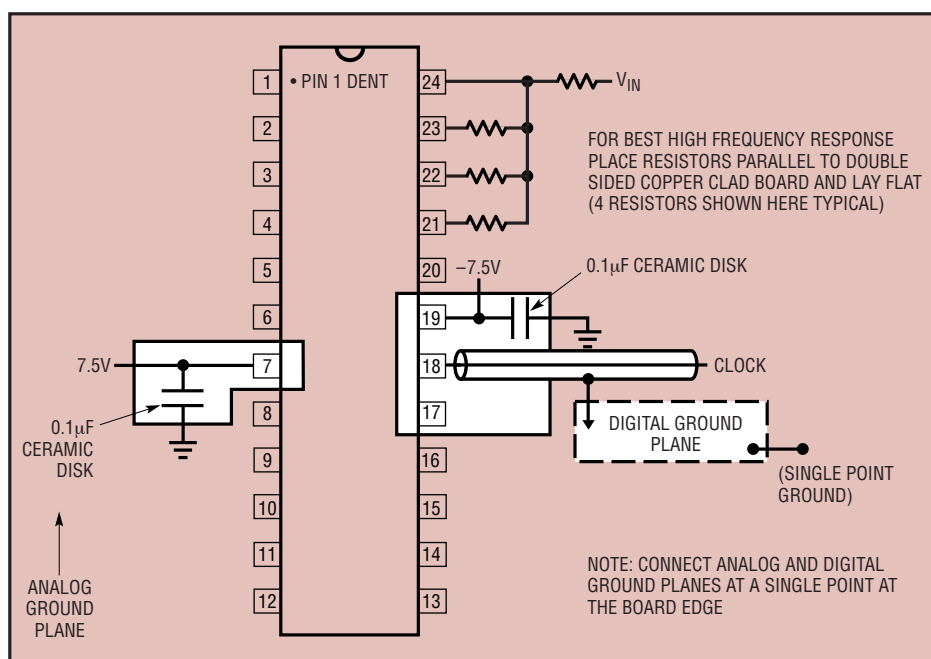 1
2
3
4
5
6
7
8
9
10
11
12
• PIN 1 DENT
24
23
22
21
20
19
18
17
16
15
14
13
VIN
FOR BEST HIGH FREQUENCY RESPONSE
PLACE RESISTORS PARALLEL TO DOUBLE
SIDED COPPER CLAD BOARD AND LAY FLAT
(4 RESISTORS SHOWN HERE TYPICAL)
–7.5V
0.1µF CERAMIC DISK
7.5V
CLOCK
0.1µF
CERAMIC
DISK
DIGITAL GROUND
PLANE
(SINGLE POINT
GROUND)
ANALOG
GROUND
PLANE
NOTE: CONNECT ANALOG AND DIGITAL
GROUND PLANES AT A SINGLE POINT AT
THE BOARD EDGE